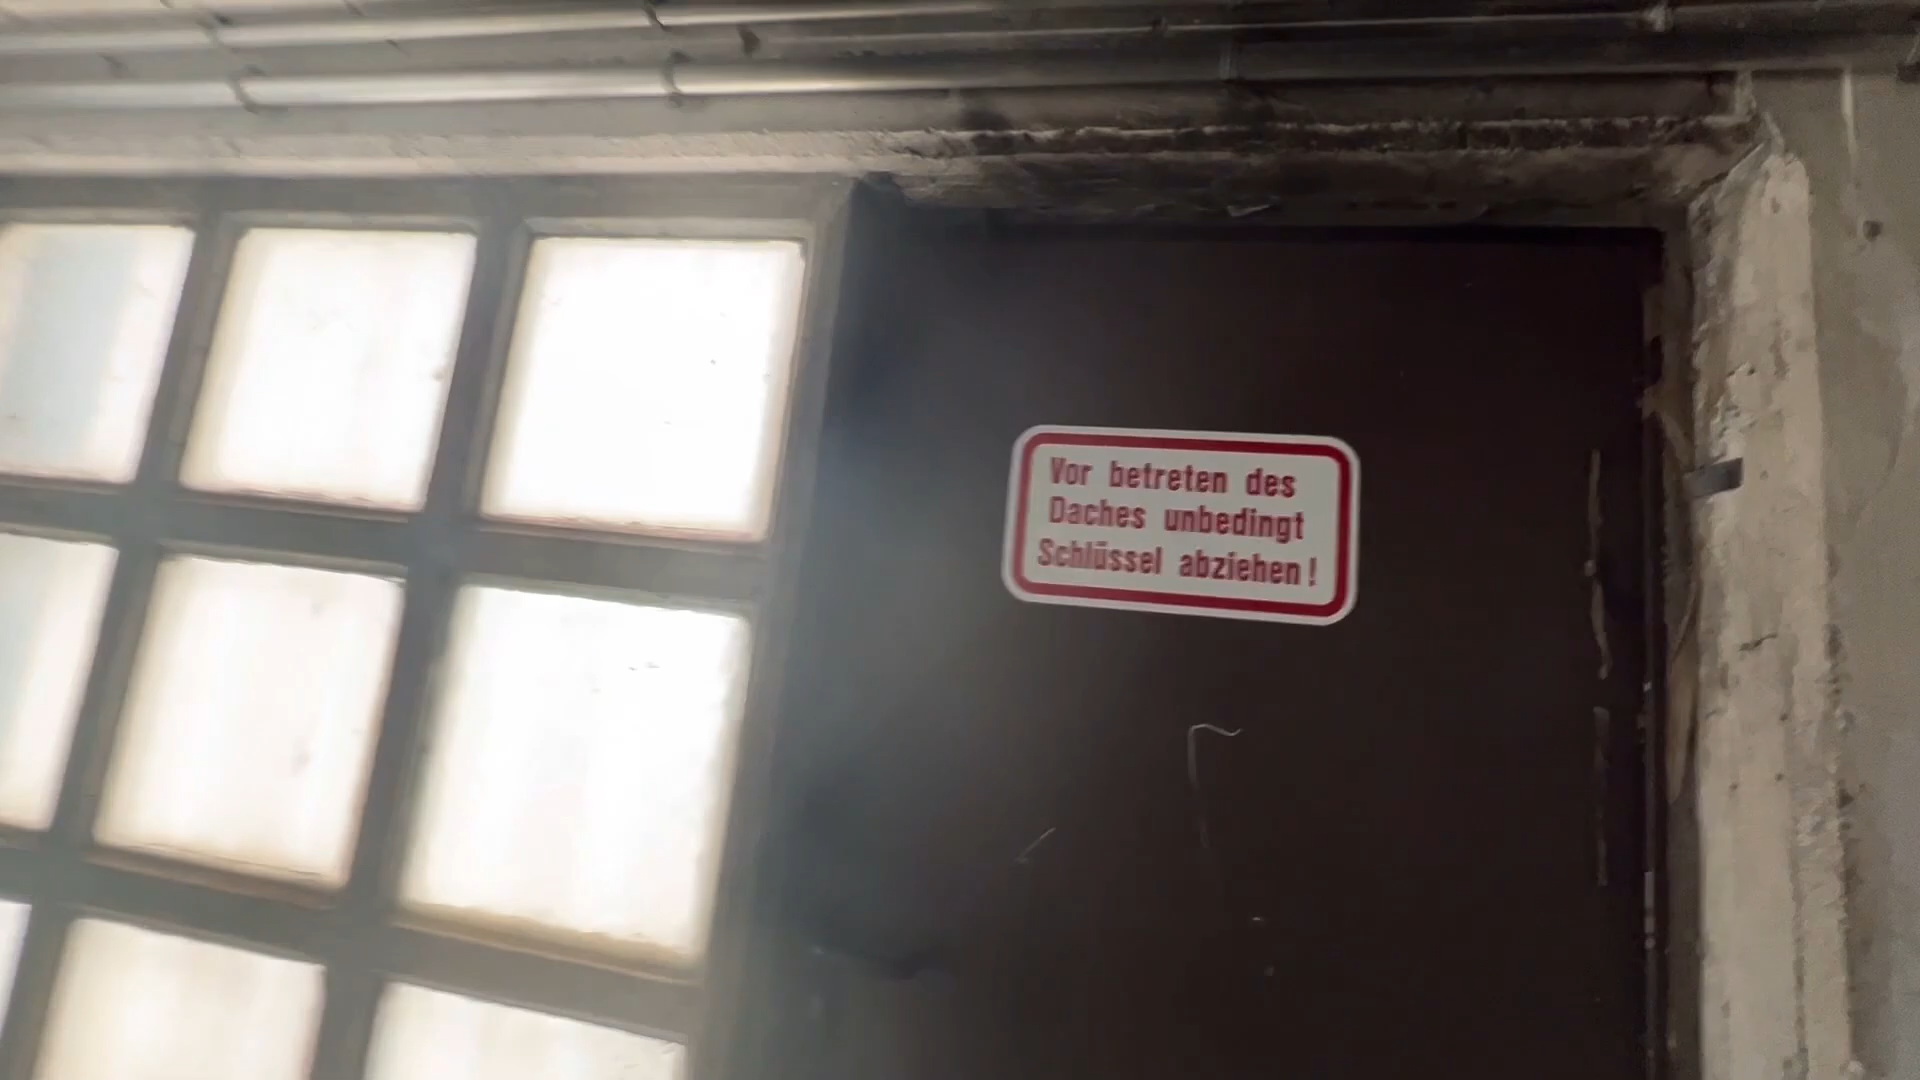 Vor betreten des
Daches unbedingt
Schlüssel abziehen!